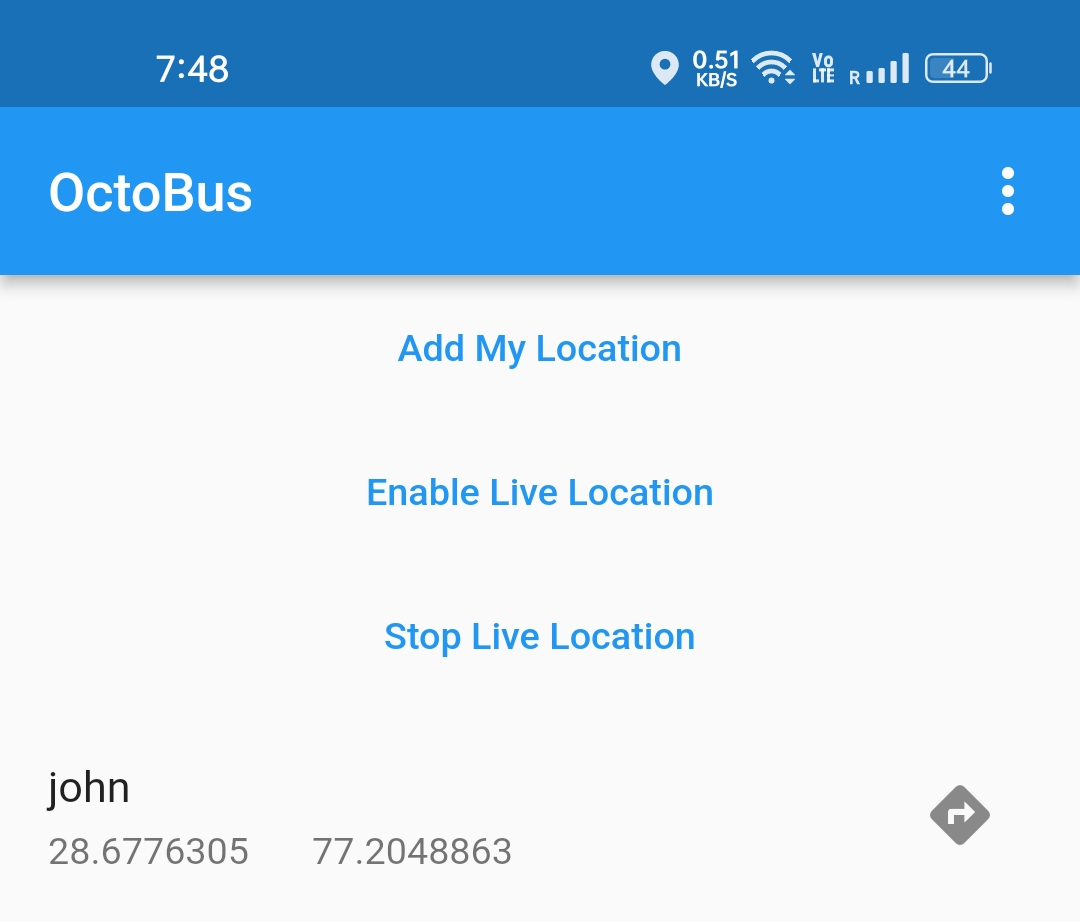 7:48 0.51 KB/S Vo LTE R 44
OctoBus
Add My Location
Enable Live Location
Stop Live Location
john
28.6776305 77.2048863